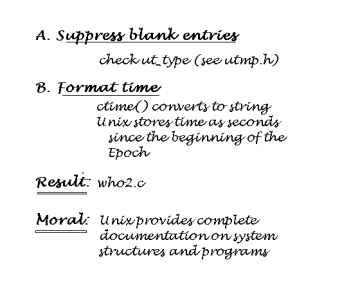 A. Suppress blank entries
check ut_type (see utmp.h)
B. Format time
ctime() converts to string
Unix stores time as seconds
since the beginning of the
Epoch
Result: who2.c
Moral: Unix provides complete
documentation on system
structures and programs